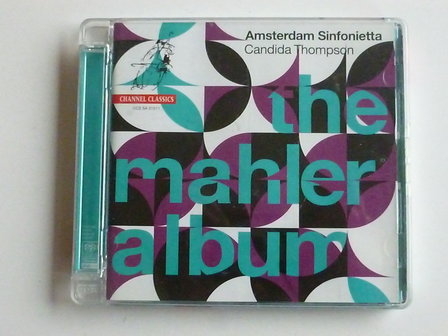 Amsterdam Sinfonietta
Candida Thompson
CHANNEL CLASSICS
the
mahler
album